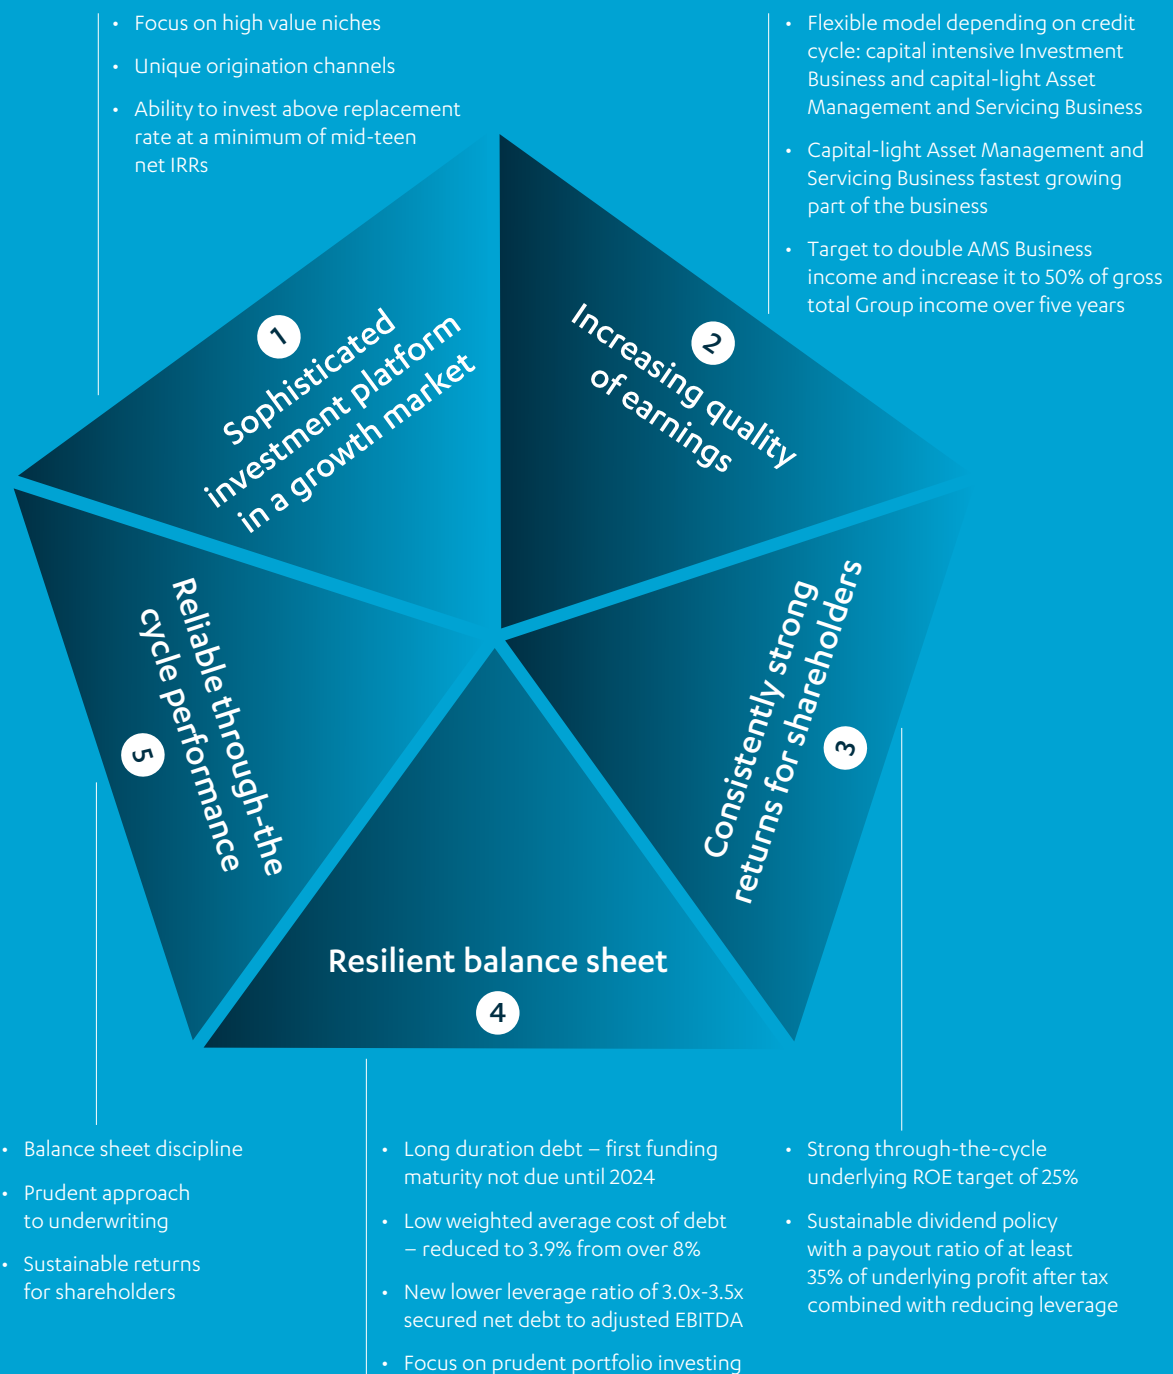 • Focus on high value niches
• Unique origination channels
• Ability to invest above replacement
rate at a minimum of mid-teen
net IRRs
1
Sophisticated
investment platform
in a growth market
• Flexible model depending on credit
cycle: capital intensive Investment
Business and capital-light Asset
Management and Servicing Business
• Capital-light Asset Management and
Servicing Business fastest growing
part of the business
• Target to double AMS Business
income and increase it to 50% of gross
total Group income over five years
2
Increasing quality
of earnings
Consistently strong
returns for shareholders
3
Resilient balance sheet
4
Reliable through-the
cycle performance
5
• Balance sheet discipline
• Prudent approach
to underwriting
• Sustainable returns
for shareholders
• Long duration debt – first funding
maturity not due until 2024
• Low weighted average cost of debt
– reduced to 3.9% from over 8%
• New lower leverage ratio of 3.0x-3.5x
secured net debt to adjusted EBITDA
• Focus on prudent portfolio investing
• Strong through-the-cycle
underlying ROE target of 25%
• Sustainable dividend policy
with a payout ratio of at least
35% of underlying profit after tax
combined with reducing leverage